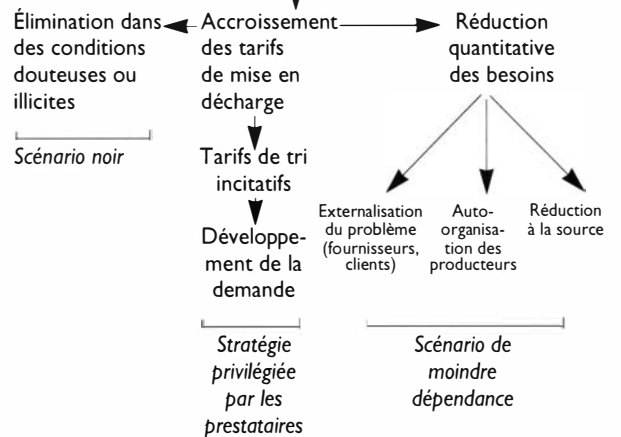 Élimination dans
des conditions
douteuses ou
illicites
Scénario noir
Accroissement
des tarifs
de mise en
décharge
Tarifs de tri
incitatifs
Développe-
ment de la
demande
Stratégie
privilégiée
par les
prestataires
Réduction
quantitative
des besoins
Externalisation
du problème
(fournisseurs,
clients)
Auto-
organisa-
tion des
producteurs
Réduction
à la source
Scénario de
moindre
dépendance